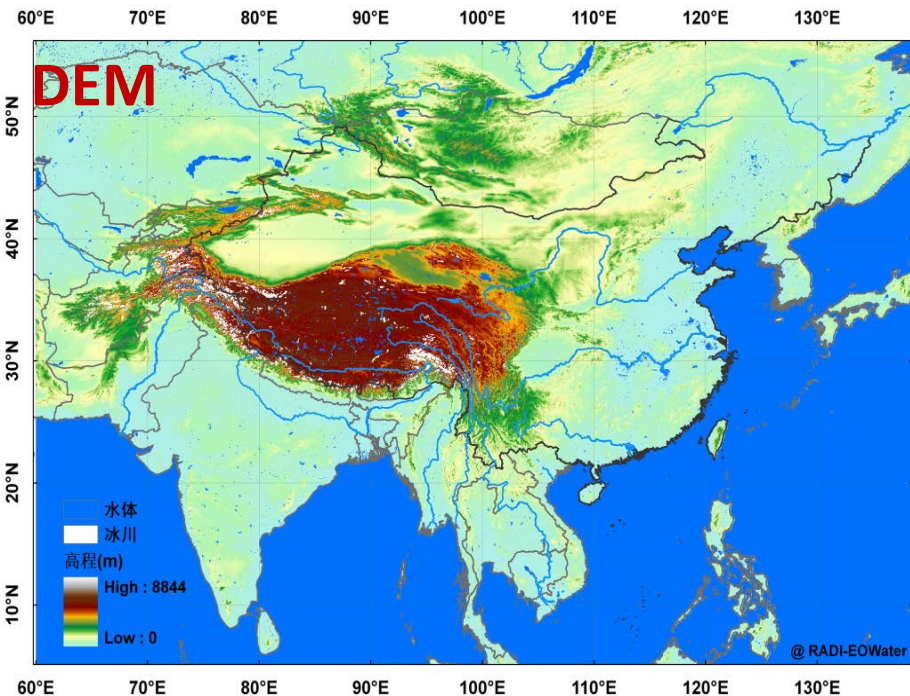 60°E 70°E 80°E 90°E 100°E 110°E 120°E 130°E
DEM
50°N
40°N
30°N
20°N
10°N
水体
冰川
高程(m)
High : 8844
Low : 0
@ RADI-EOWater
60°E 70°E 80°E 90°E 100°E 110°E 120°E 130°E